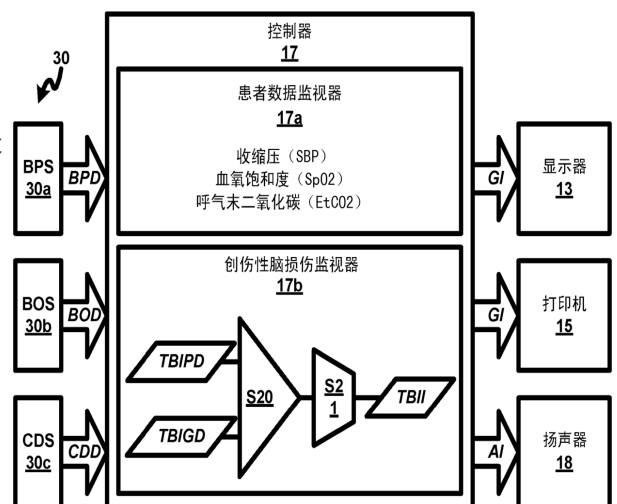 控制器
17
30
患者数据监视器
17a
收缩压（SBP）
血氧饱和度（SpO2）
呼气末二氧化碳（EtCO2）
BPS
30a
BPD
GI
显示器
13
创伤性脑损伤监视器
17b
BOS
30b
BOD
TBIPD
TBIGD
S20
S2
1
TBII
GI
打印机
15
CDS
30c
CDD
AI
扬声器
18